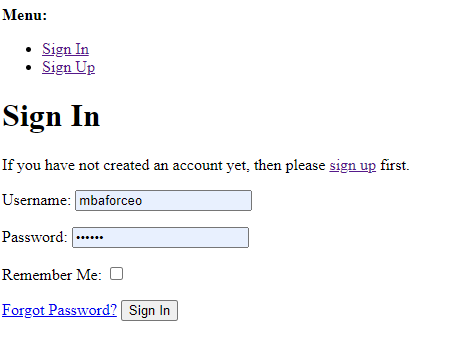 Menu:
Sign In
Sign Up
Sign In
If you have not created an account yet, then please sign up first.
Username: mbaforceo
Password: ••••••
Remember Me:
Forgot Password? Sign In